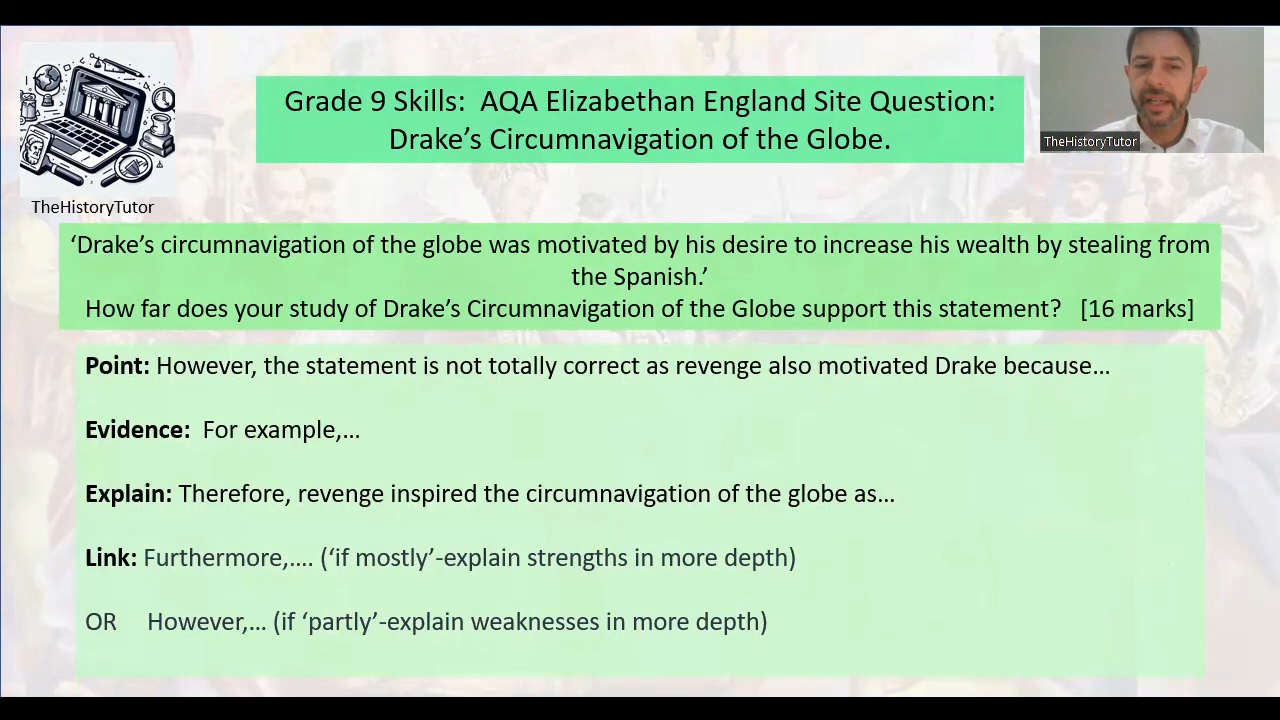 Grade 9 Skills:  AQA Elizabethan England Site Question:
Drake’s Circumnavigation of the Globe.
TheHistoryTutor
TheHistoryTutor
‘Drake’s circumnavigation of the globe was motivated by his desire to increase his wealth by stealing from
the Spanish.’
How far does your study of Drake’s Circumnavigation of the Globe support this statement?   [16 marks]
Point: However, the statement is not totally correct as revenge also motivated Drake because…
Evidence:  For example,…
Explain: Therefore, revenge inspired the circumnavigation of the globe as…
Link: Furthermore,…. (‘if mostly’-explain strengths in more depth)
OR     However,… (if ‘partly’-explain weaknesses in more depth)